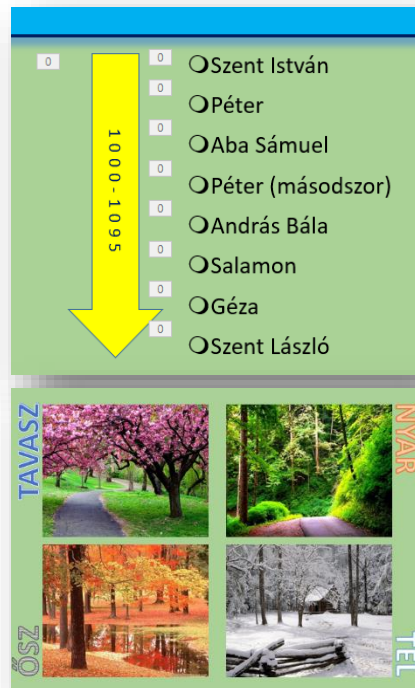 0
0
○Szent István
0
○Péter
0
○Aba Sámuel
0
○Péter (másodszor)
0
○András Bála
0
○Salamon
0
○Géza
0
○Szent László
1000-1095
TAVASZ
NYÁR
ŐSZ
TÉL